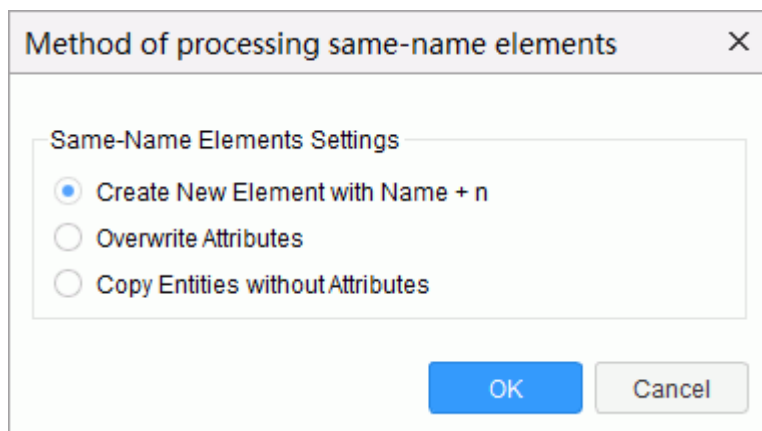 Method of processing same-name elements
Same-Name Elements Settings
Create New Element with Name + n
Overwrite Attributes
Copy Entities without Attributes
OK Cancel